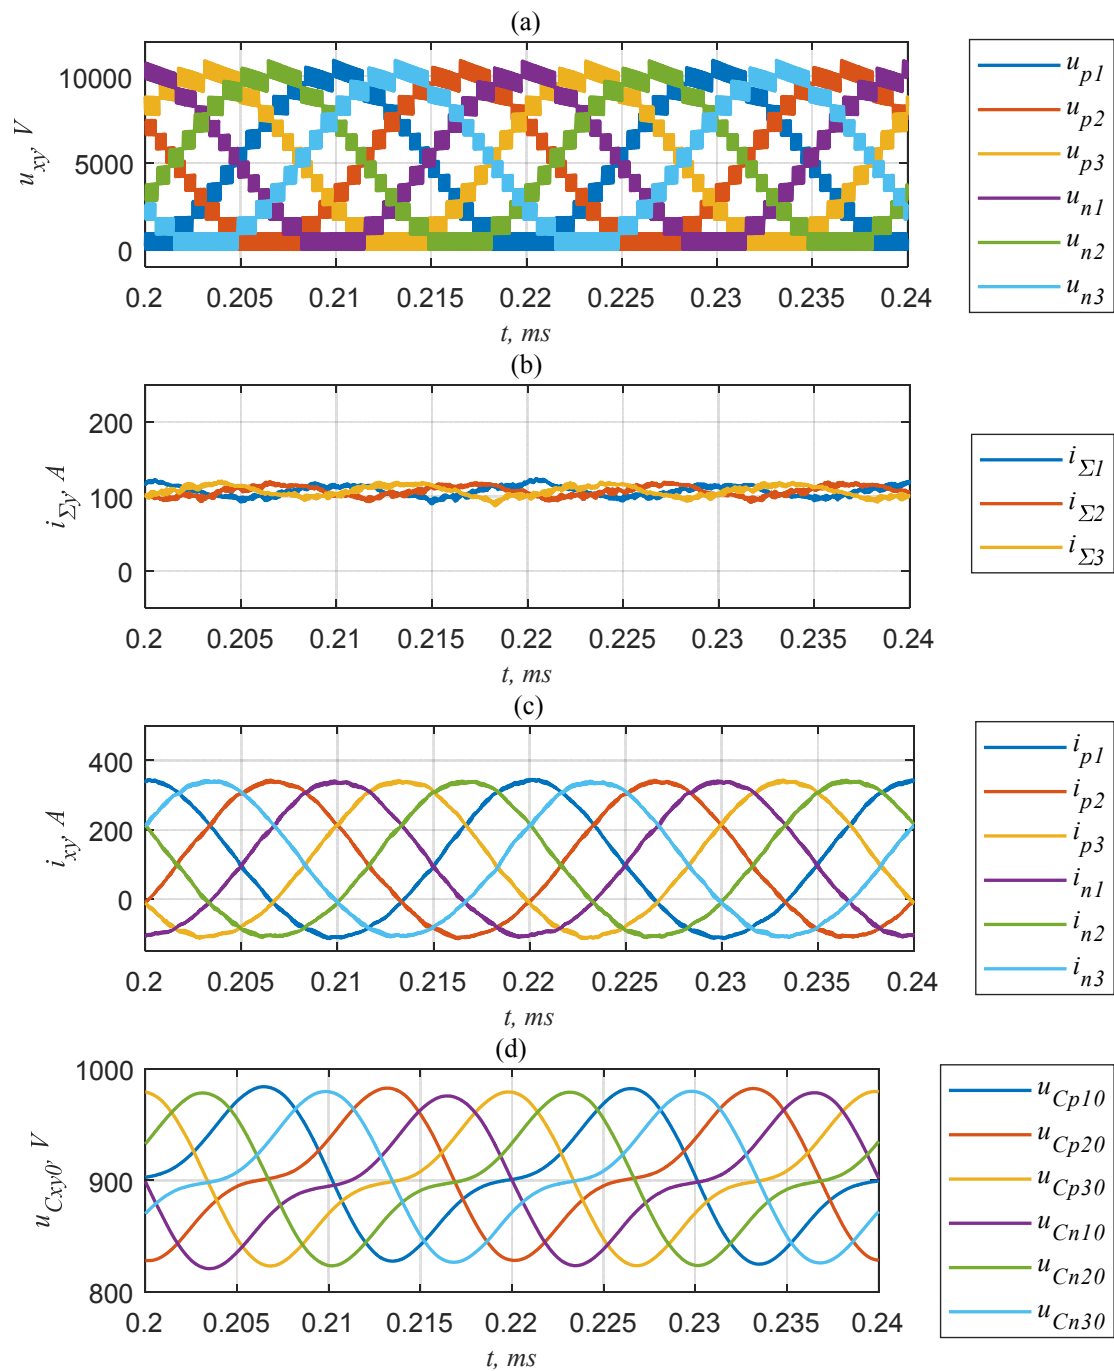 (a)
u_xy, V
10000
5000
0
0.2 0.205 0.21 0.215 0.22 0.225 0.23 0.235 0.24
t, ms
u_p1
u_p2
u_p3
u_n1
u_n2
u_n3
(b)
i_Σy, A
200
100
0
0.2 0.205 0.21 0.215 0.22 0.225 0.23 0.235 0.24
t, ms
i_Σ1
i_Σ2
i_Σ3
(c)
i_xy, A
400
200
0
0.2 0.205 0.21 0.215 0.22 0.225 0.23 0.235 0.24
t, ms
i_p1
i_p2
i_p3
i_n1
i_n2
i_n3
(d)
u_Cxy0, V
1000
900
800
0.2 0.205 0.21 0.215 0.22 0.225 0.23 0.235 0.24
t, ms
u_Cp10
u_Cp20
u_Cp30
u_Cn10
u_Cn20
u_Cn30